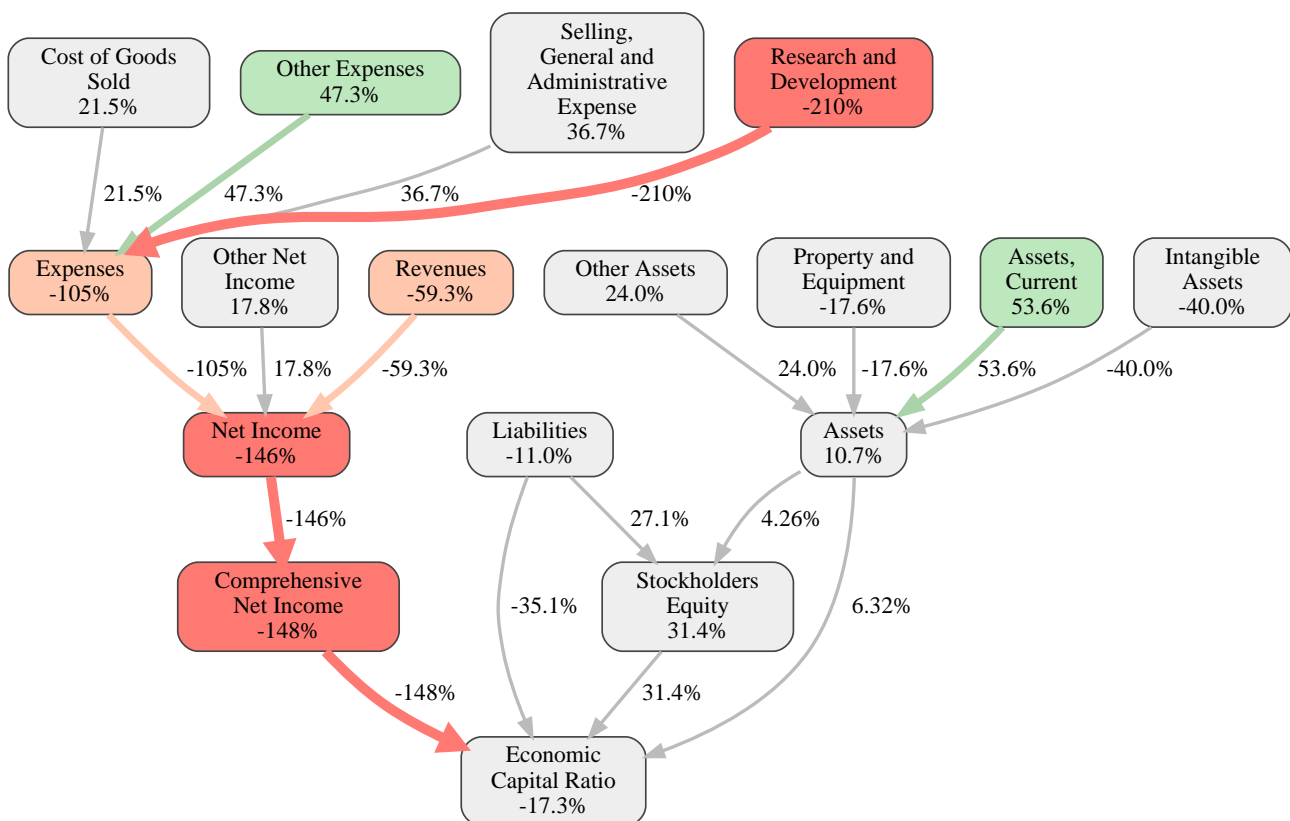 Cost of Goods
Sold
21.5%
Other Expenses
47.3%
Selling,
General and
Administrative
Expense
36.7%
Research and
Development
-210%
21.5%
47.3%
36.7%
-210%
Expenses
-105%
Other Net
Income
17.8%
Revenues
-59.3%
Other Assets
24.0%
Property and
Equipment
-17.6%
Assets,
Current
53.6%
Intangible
Assets
-40.0%
-105%
17.8%
-59.3%
24.0%
-17.6%
53.6%
-40.0%
Net Income
-146%
Liabilities
-11.0%
Assets
10.7%
-146%
27.1%
4.26%
Comprehensive
Net Income
-148%
-35.1%
Stockholders
Equity
31.4%
6.32%
-148%
31.4%
Economic
Capital Ratio
-17.3%